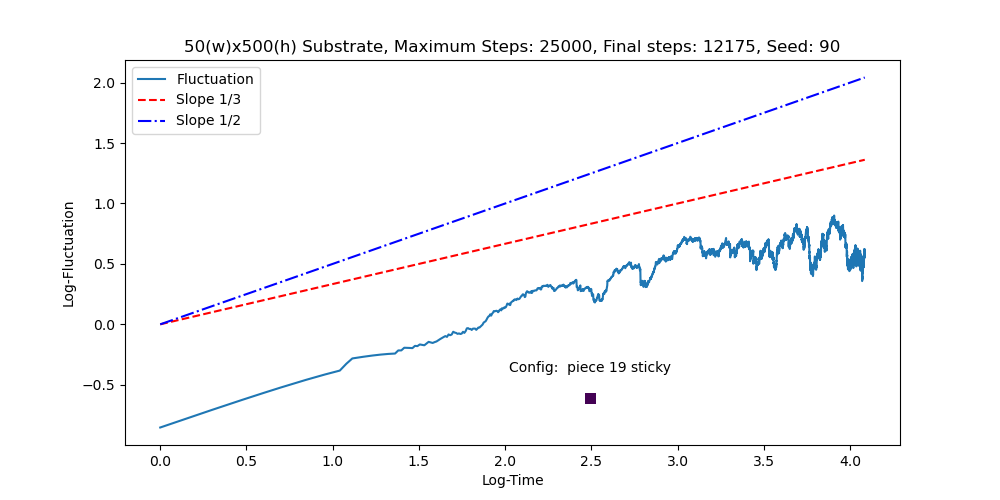 50(w)x500(h) Substrate, Maximum Steps: 25000, Final steps: 12175, Seed: 90
Fluctuation
Slope 1/3
Slope 1/2
2.0
1.5
1.0
0.5
0.0
−0.5
Log-Fluctuation
Config:  piece 19 sticky
0.0 0.5 1.0 1.5 2.0 2.5 3.0 3.5 4.0
Log-Time